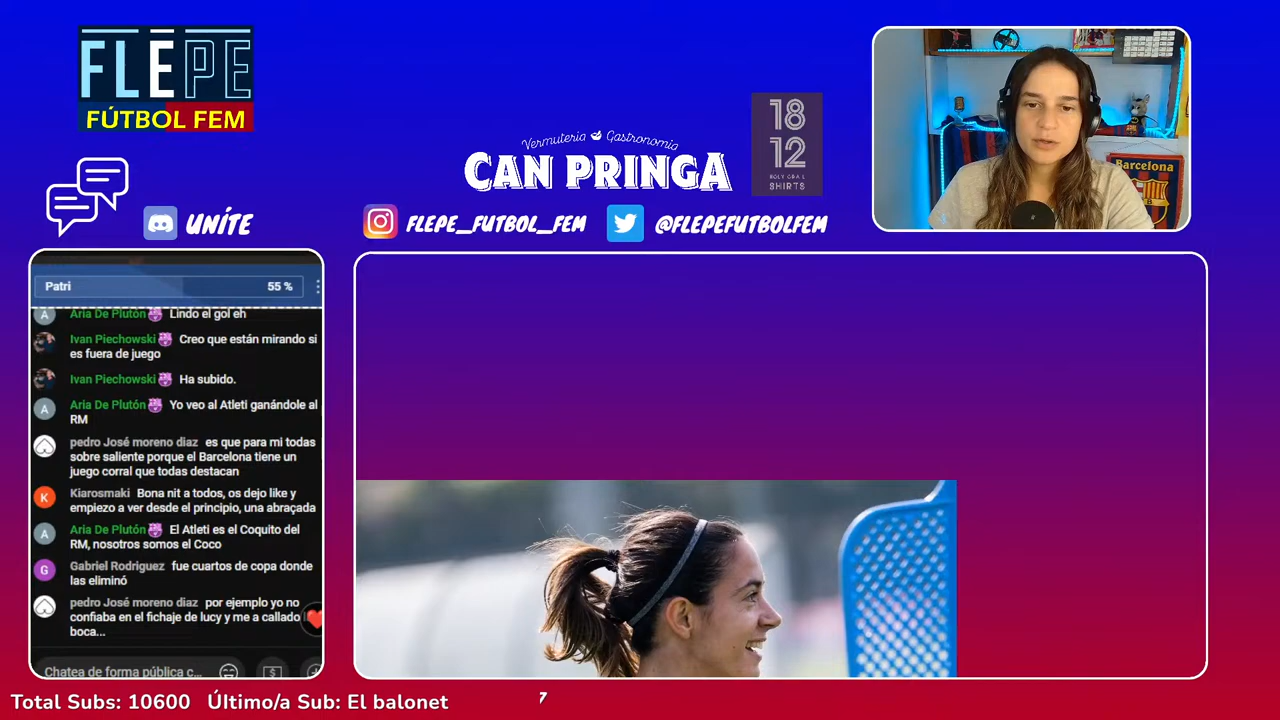 FLĒPE
FÚTBOL FEM
Vermuteria Gastronomía
CAN PRINGA
18
12
HOLY GRAIL
SHIRTS
Barcelona
UNÍTE
FLEPE_FUTBOL_FEM
@FLEPEFUTBOLFEM
Patri 55 %
A Aria De Plutón Lindo el gol eh
Ivan Piechowski Creo que están mirando si
es fuera de juego
Ivan Piechowski Ha subido.
A Aria De Plutón Yo veo al Atleti ganándole al
RM
pedro José moreno diaz es que para mi todas
sobre saliente porque el Barcelona tiene un
juego corral que todas destacan
K Kiarosmaki Bona nit a todos, os dejo like y
empiezo a ver desde el principio, una abraçada
A Aria De Plutón El Atleti es el Coquito del
RM, nosotros somos el Coco
G Gabriel Rodriguez fue cuartos de copa donde
las eliminó
pedro José moreno diaz por ejemplo yo no
confiaba en el fichaje de lucy y me a callado
boca...
Chatea de forma pública c...
Total Subs: 10600 Último/a Sub: El balonet
7